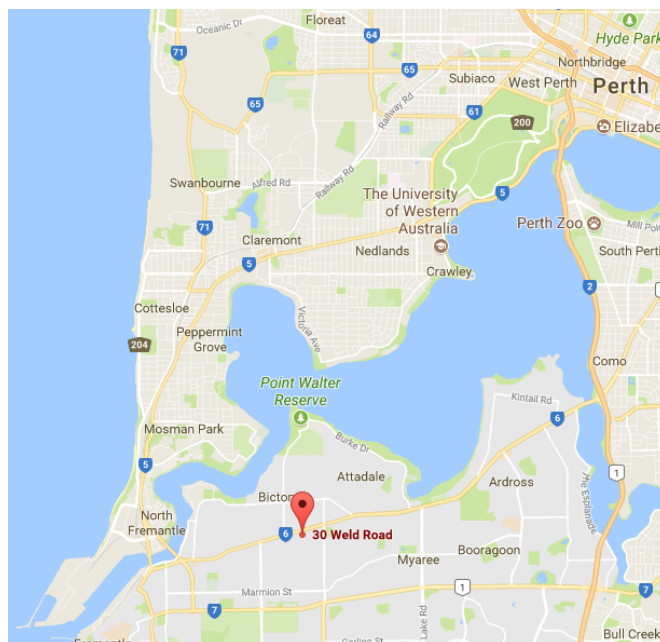 Oceanic Dr
Floreat
64
Perth
Hyde Park
Northbridge
71
65
Subiaco
West Perth
65
61
Railway Rd
200
Elizabe
Swanbourne
Alfred Rd
Railway Rd
The University
of Western
Australia
5
71
Perth Zoo
Mill Poin
Claremont
Nedlands
South Perth
5
Crawley
2
Cottesloe
Victoria Ave
Peppermint
Grove
204
Como
Point Walter
Reserve
Kintail Rd
6
Mosman Park
Burke Dr
5
Attadale
Ardross
1
The Esplanade
Bicton
North
Fremantle
6
30 Weld Road
Myaree
Booragoon
Marmion St
1
7
7
Lake Rd
Bull Creek